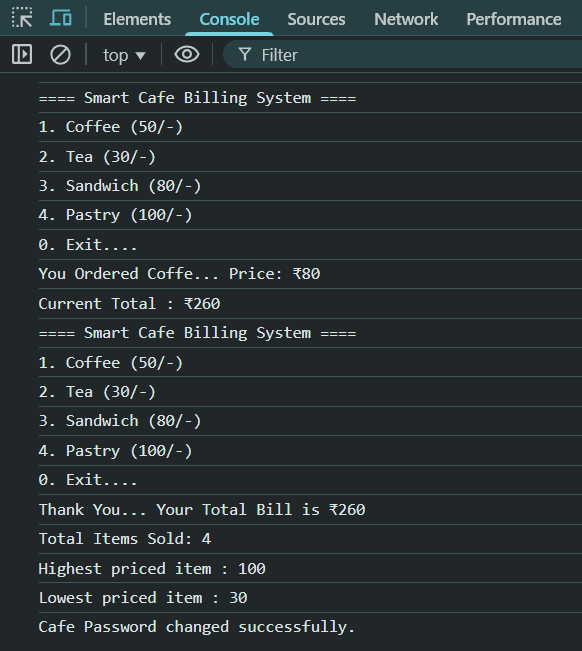 Elements Console Sources Network Performance
top ▼ Filter
==== Smart Cafe Billing System ====
1. Coffee (50/-)
2. Tea (30/-)
3. Sandwich (80/-)
4. Pastry (100/-)
0. Exit....
You Ordered Coffe... Price: ₹80
Current Total : ₹260
==== Smart Cafe Billing System ====
1. Coffee (50/-)
2. Tea (30/-)
3. Sandwich (80/-)
4. Pastry (100/-)
0. Exit....
Thank You... Your Total Bill is ₹260
Total Items Sold: 4
Highest priced item : 100
Lowest priced item : 30
Cafe Password changed successfully.